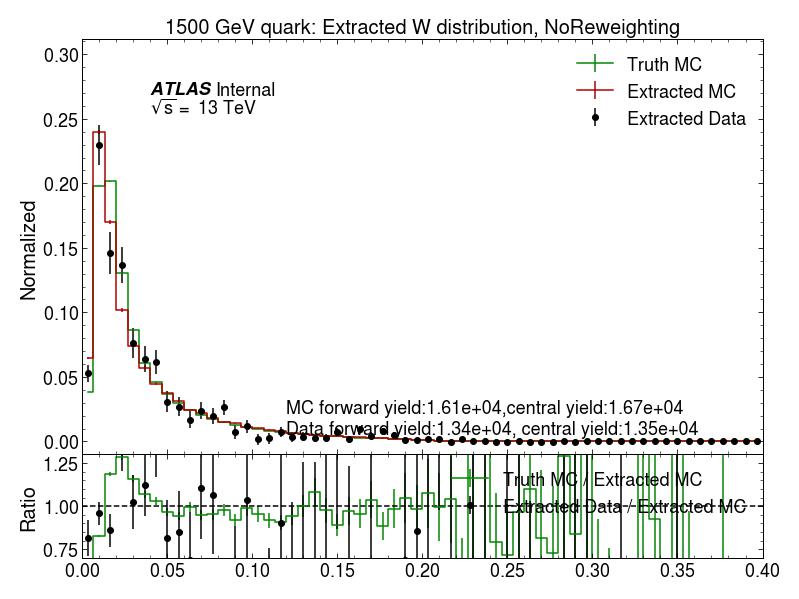 1500 GeV quark: Extracted W distribution, NoReweighting
0.30
0.25
0.20
0.15
0.10
0.05
0.00
Normalized
ATLAS Internal
√s = 13 TeV
Truth MC
Extracted MC
Extracted Data
MC forward yield:1.61e+04,central yield:1.67e+04
Data forward yield:1.34e+04, central yield:1.35e+04
1.25
1.00
0.75
Ratio
Truth MC / Extracted MC
Extracted Data / Extracted MC
0.00 0.05 0.10 0.15 0.20 0.25 0.30 0.35 0.40